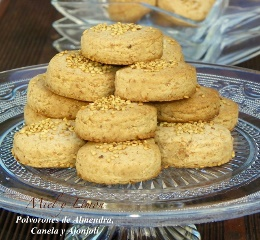 Miel y Limón
Polvorones de Almendra,
Canela y Ajonjolí